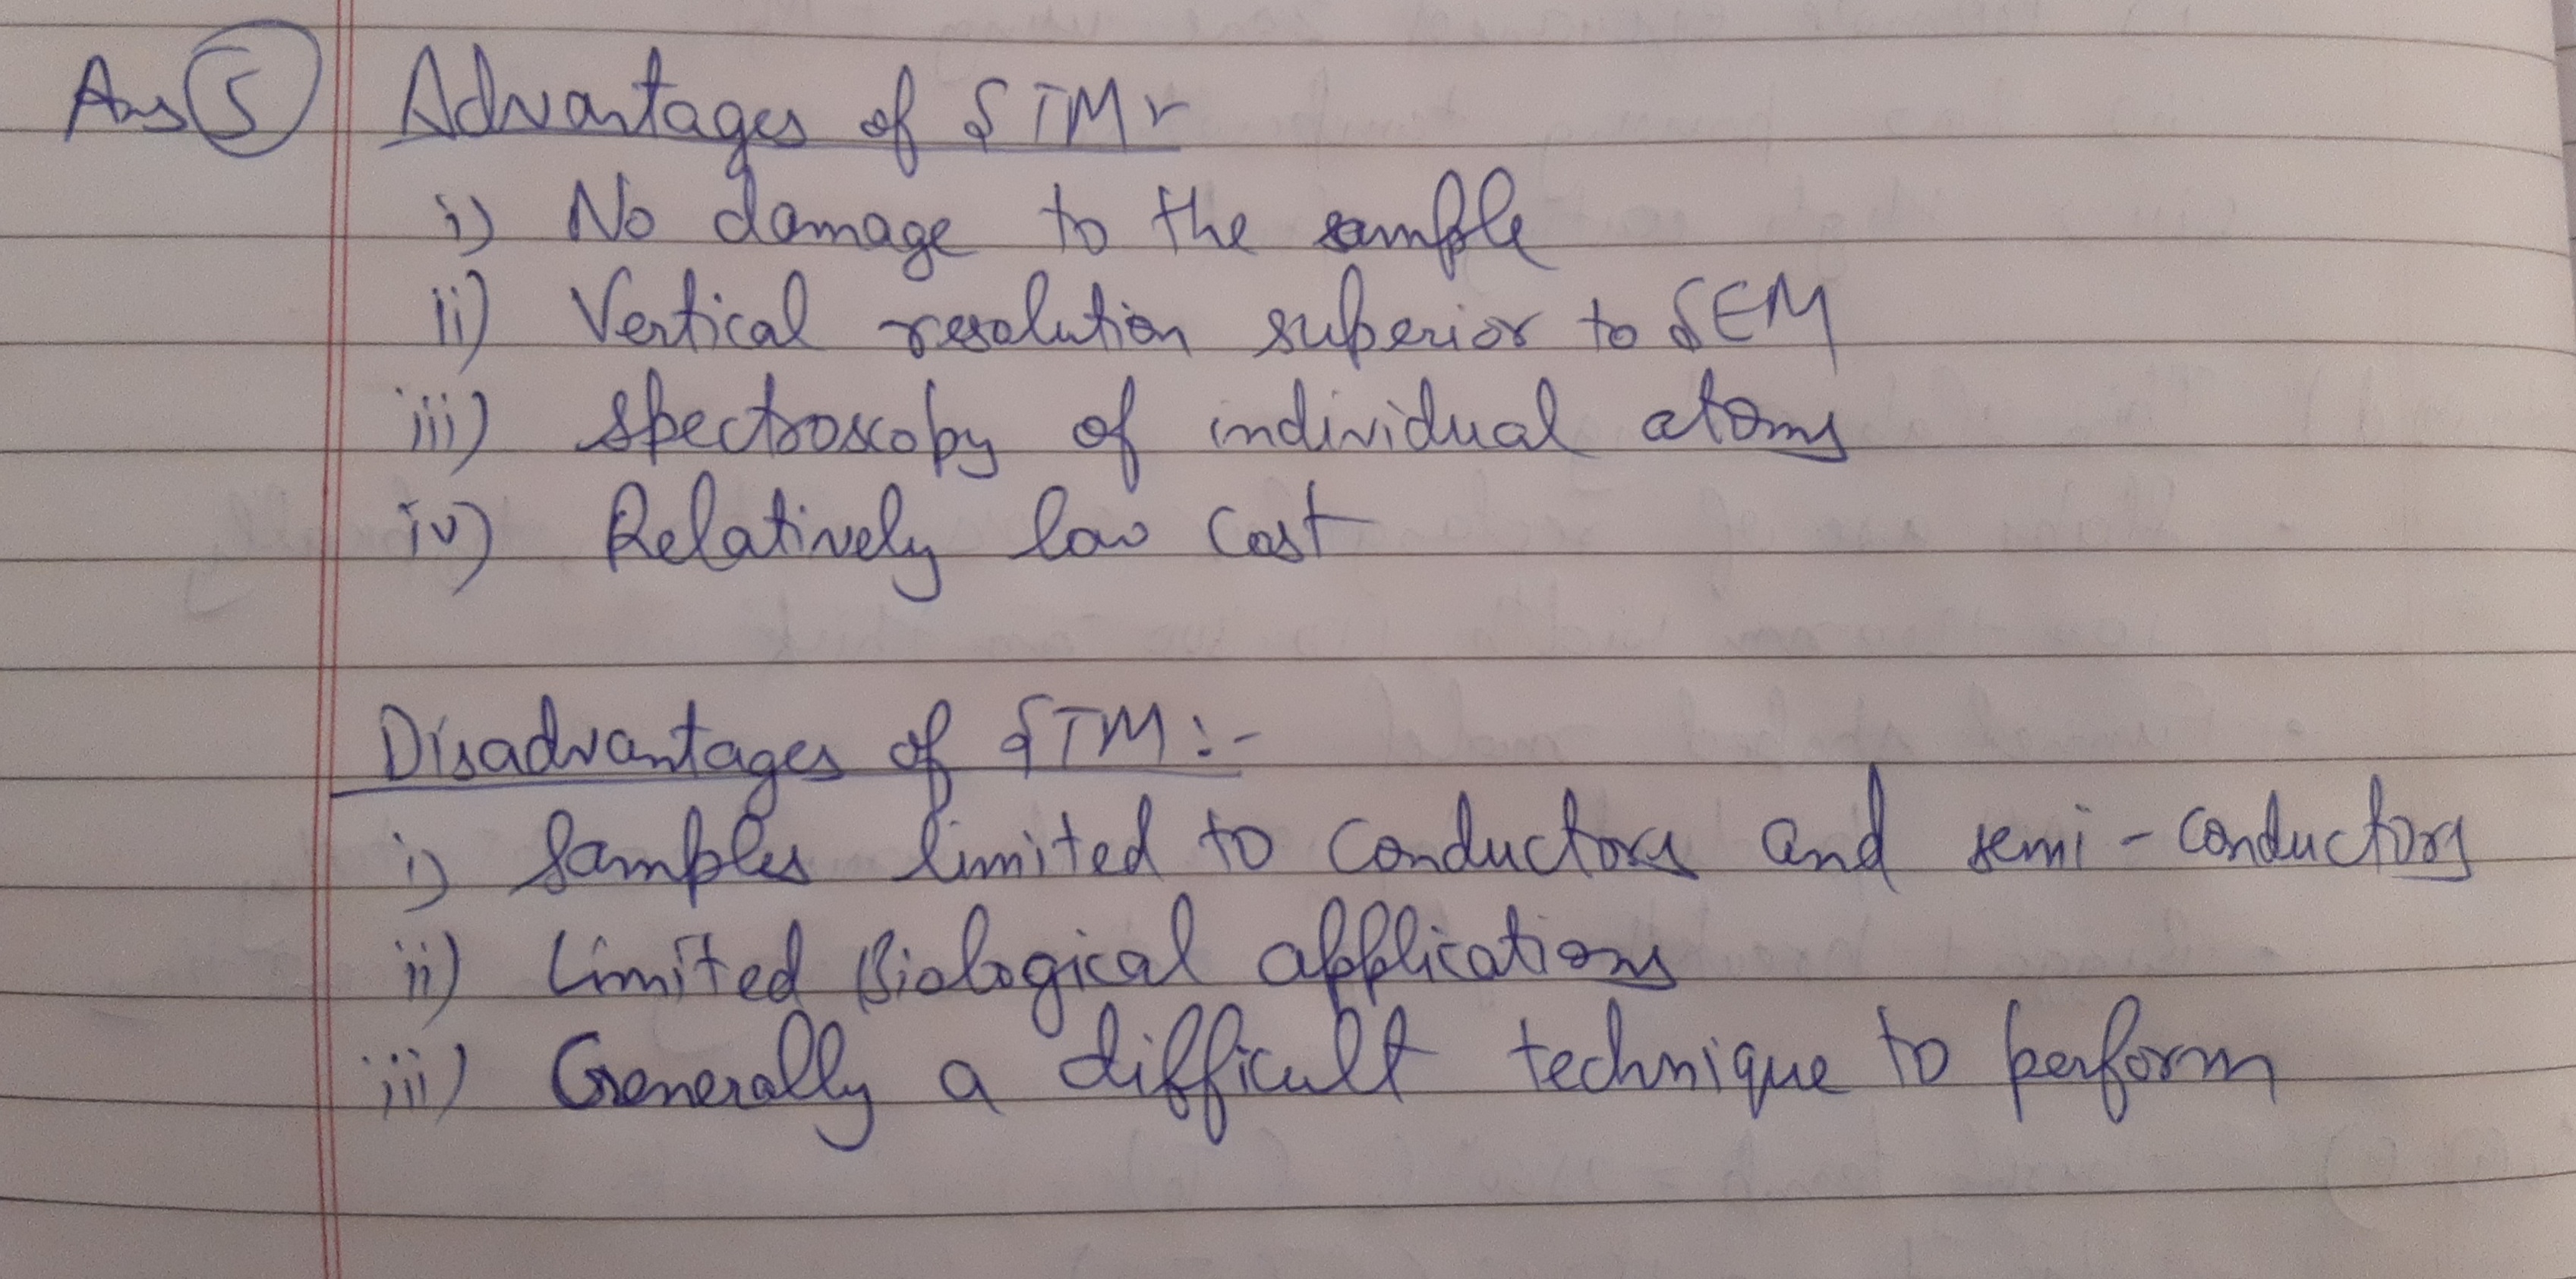 Ans 5 Advantages of STM :-
i) No damage to the sample
ii) Vertical resolution superior to SEM
iii) Spectroscopy of individual atoms
iv) Relatively low cost
Disadvantages of STM :-
i) Samples limited to conductors and semi-conductors
ii) Limited Biological applications
iii) Generally a difficult technique to perform